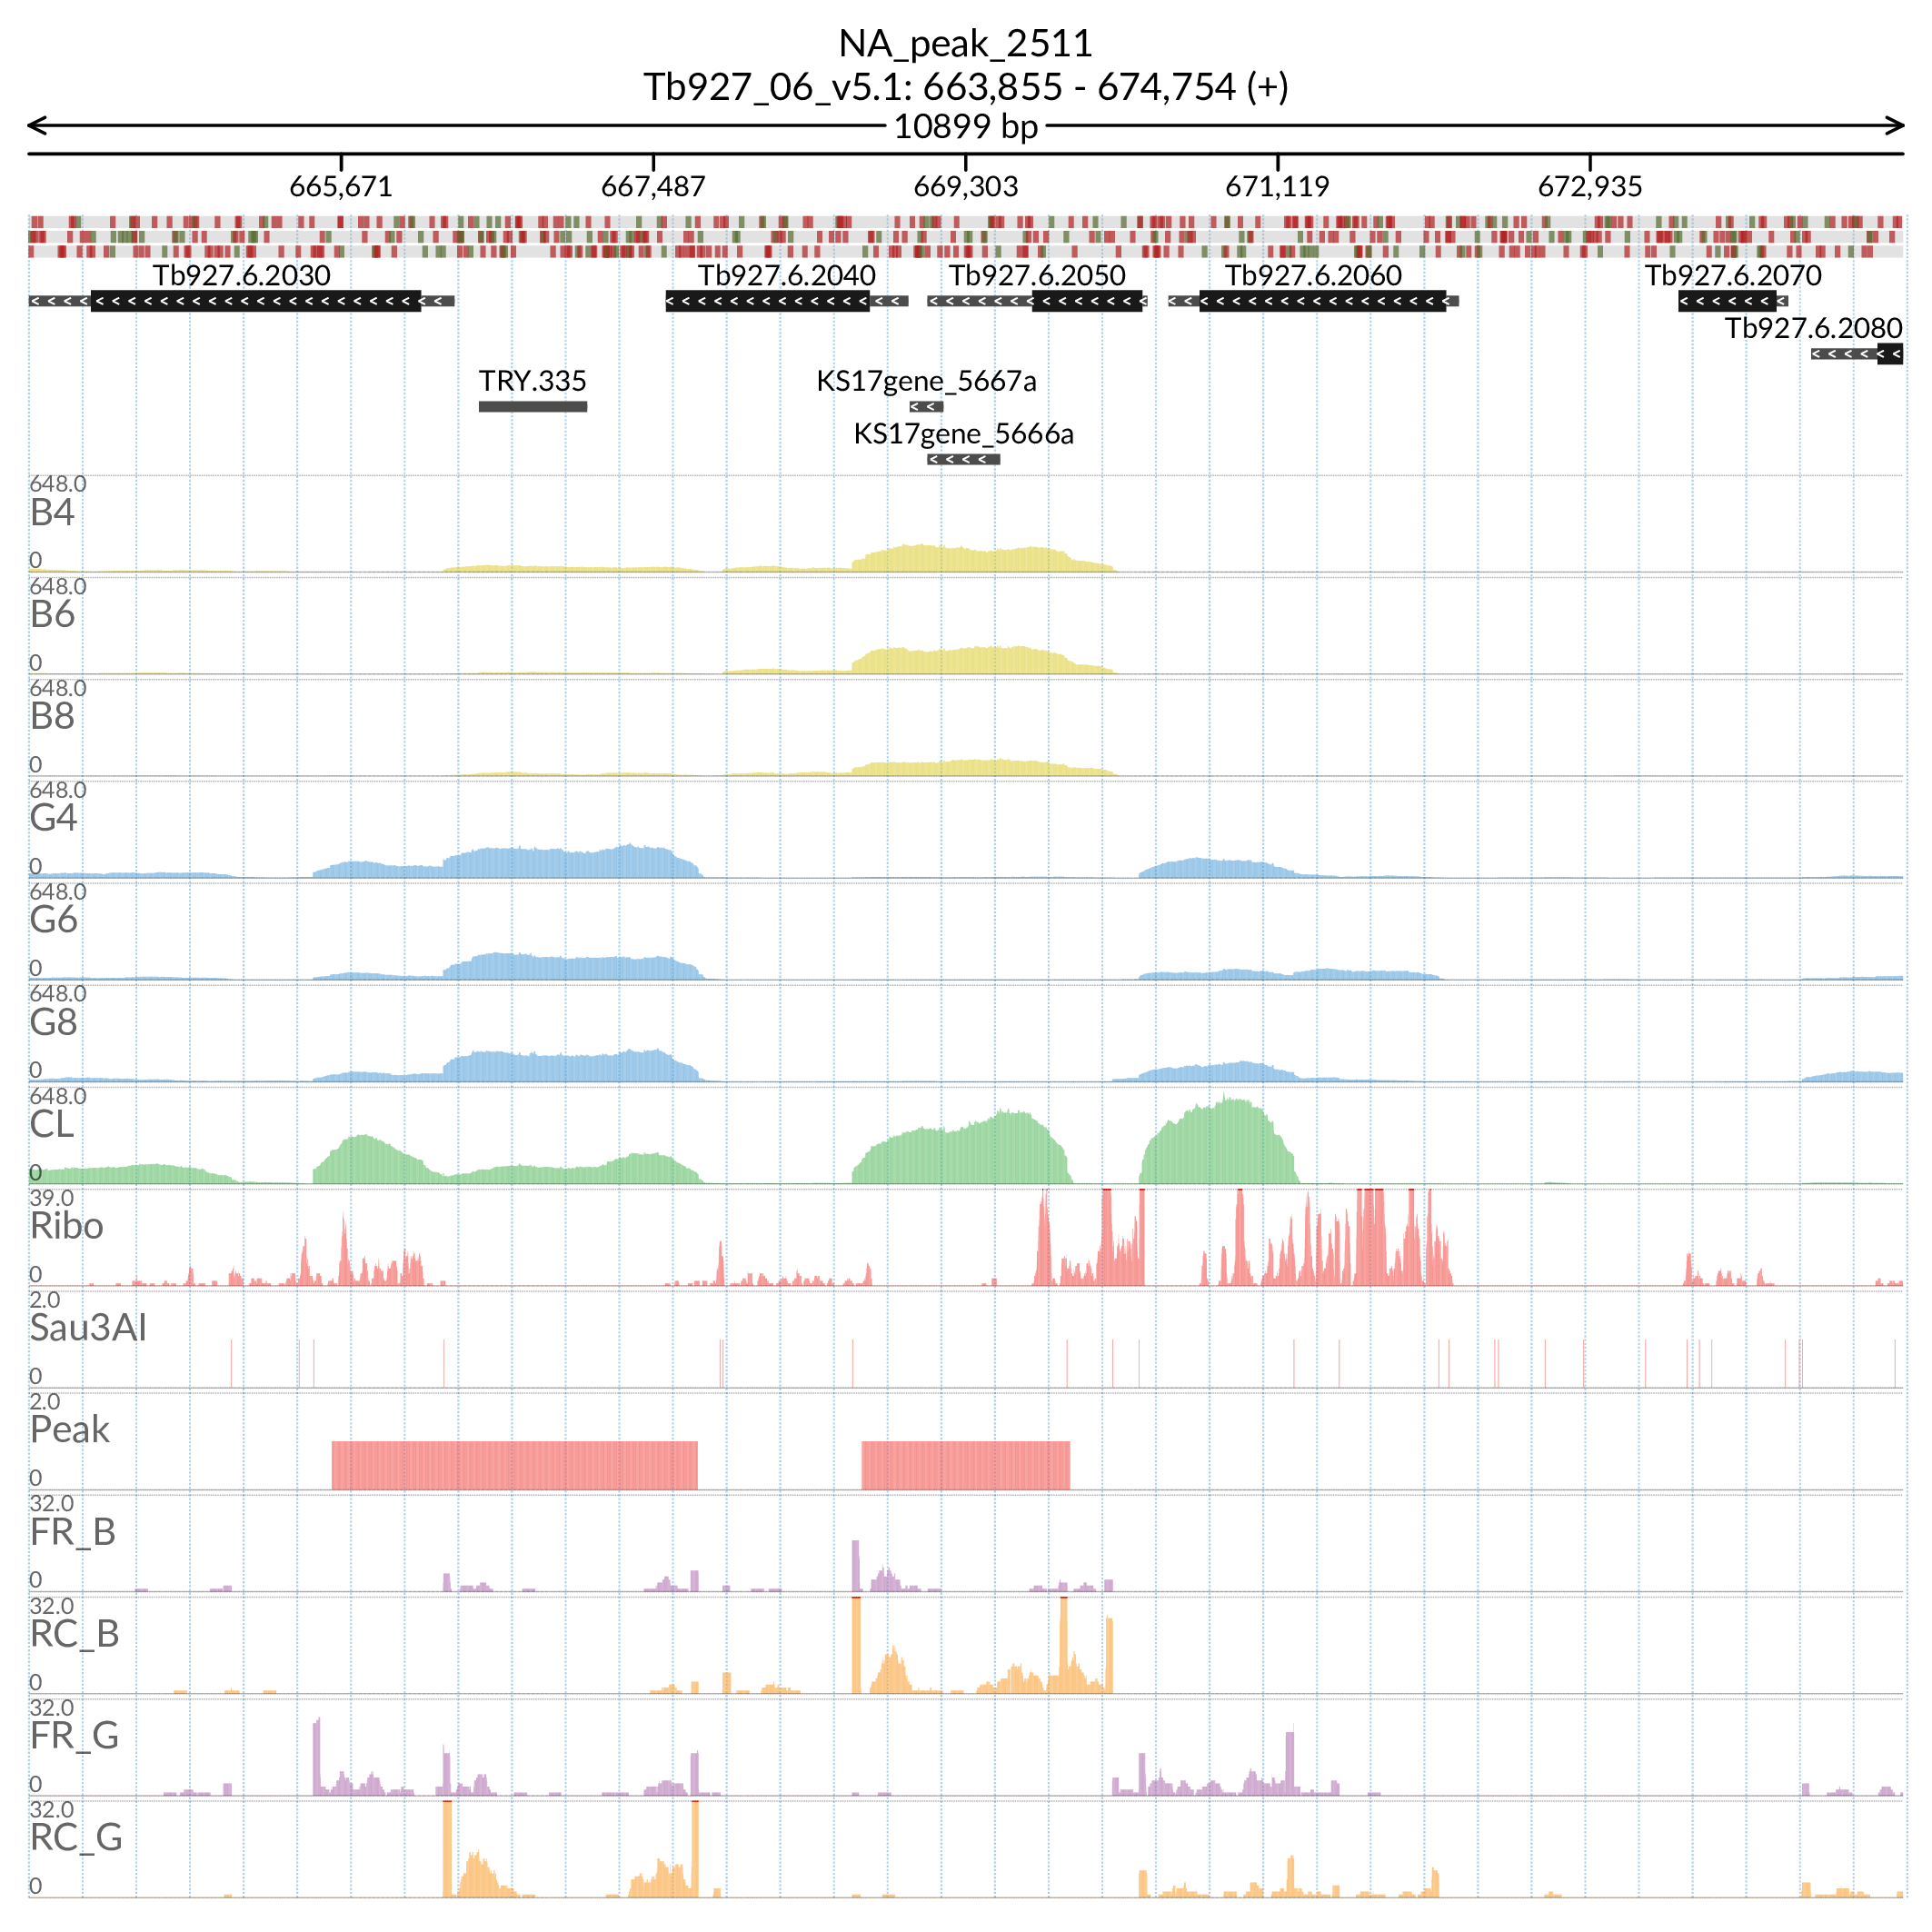 NA_peak_2511
Tb927_06_v5.1: 663,855 - 674,754 (+)
10899 bp
665,671 667,487 669,303 671,119 672,935
Tb927.6.2030 Tb927.6.2040 Tb927.6.2050 Tb927.6.2060 Tb927.6.2070
Tb927.6.2080
TRY.335 KS17gene_5667a
KS17gene_5666a
648.0
B4
0
648.0
B6
0
648.0
B8
0
648.0
G4
0
648.0
G6
0
648.0
G8
0
648.0
CL
0
39.0
Ribo
0
2.0
Sau3AI
0
2.0
Peak
0
32.0
FR_B
0
32.0
RC_B
0
32.0
FR_G
0
32.0
RC_G
0